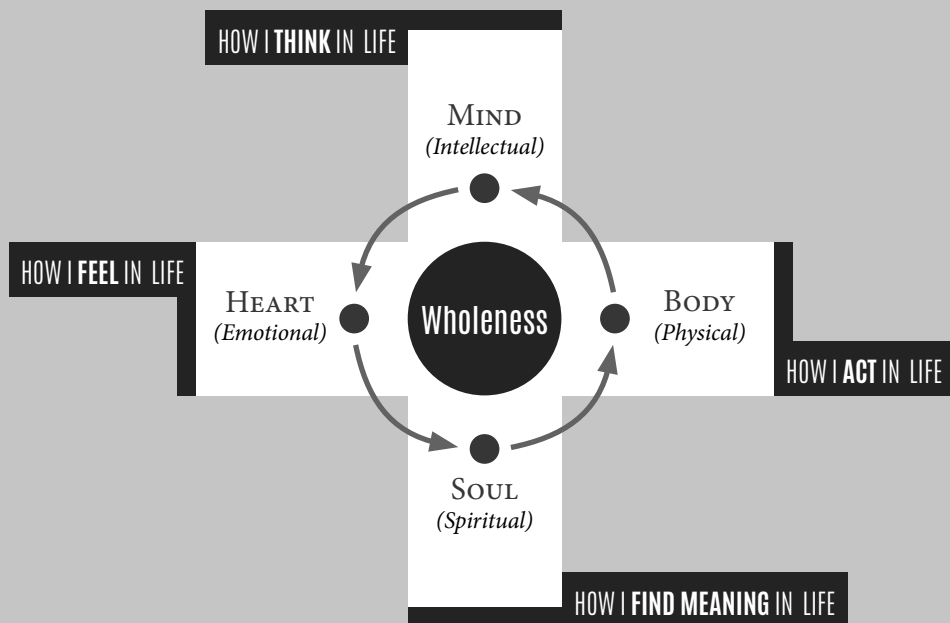 HOW I THINK IN LIFE
Mind
(Intellectual)
HOW I FEEL IN LIFE
Heart
(Emotional)
Wholeness
Body
(Physical)
HOW I ACT IN LIFE
Soul
(Spiritual)
HOW I FIND MEANING IN LIFE